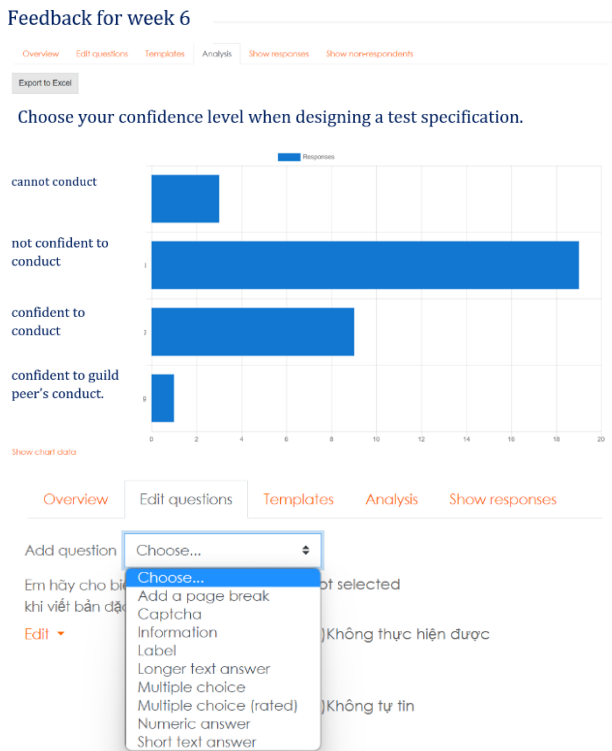 Feedback for week 6
Overview Edit questions Templates Analysis Show responses Show non-respondents
Export to Excel
Choose your confidence level when designing a test specification.
Responses
cannot conduct
not confident to
conduct
confident to
conduct
confident to guild
peer's conduct.
0 2 4 6 8 10 12 14 16 18 20
Show chart data
Overview Edit questions Templates Analysis Show responses
Add question Choose...
Choose...
Em hãy cho selected
Add a page break
khi viết bản
Captcha
Edit
Information )Không thực hiện được
Label
Longer text answer
Multiple choice
Multiple choice (rated) )Không tự tin
Numeric answer
Short text answer